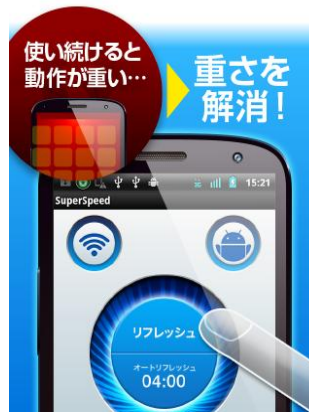 使い続けると
動作が重い…
重さを
解消！
15:21
SuperSpeed
リフレッシュ
オートリフレッシュ
04:00